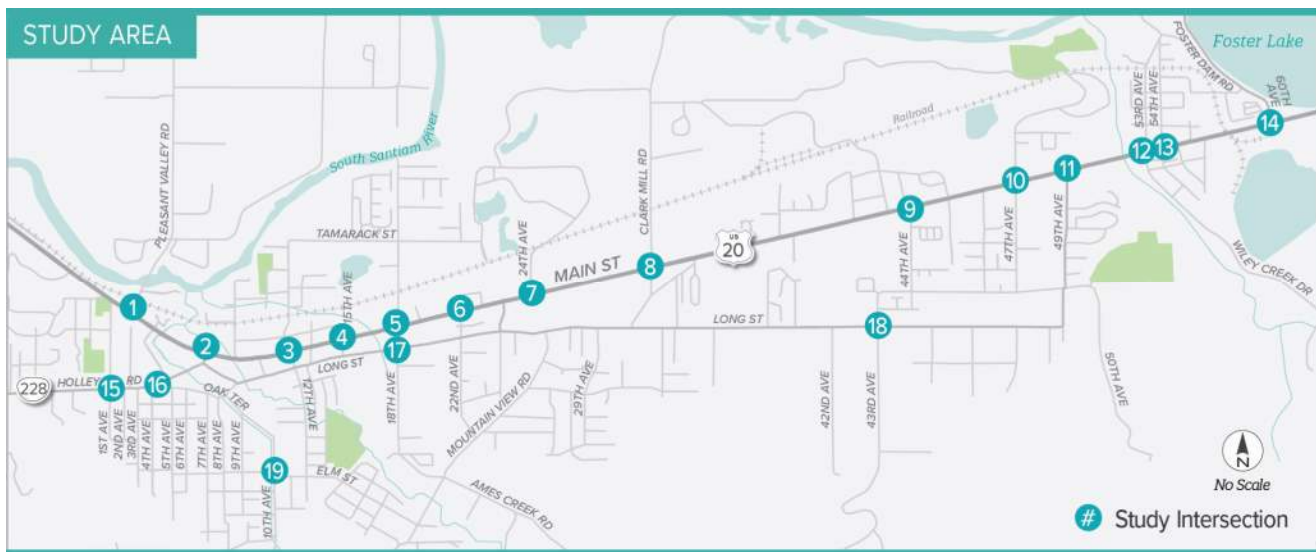 STUDY AREA
Foster Lake
FOSTER DAM RD
60TH AVE
53RD AVE
54TH AVE
PLEASANT VALLEY RD
South Santiam River
Railroad
CLARK MILL RD
TAMARACK ST
24TH AVE
15TH AVE
MAIN ST
US
20
44TH AVE
47TH AVE
49TH AVE
WILEY CREEK DR
14
13
12
11
10
9
8
7
6
5
4
3
2
1
LONG ST
LONG ST
17
18
228
HOLLEY RD
15
16
OAK TER
12TH AVE
18TH AVE
22ND AVE
MOUNTAIN VIEW RD
29TH AVE
42ND AVE
43RD AVE
50TH AVE
1ST AVE
2ND AVE
3RD AVE
4TH AVE
5TH AVE
6TH AVE
7TH AVE
8TH AVE
9TH AVE
19
10TH AVE
ELM ST
AMES CREEK RD
N
No Scale
# Study Intersection